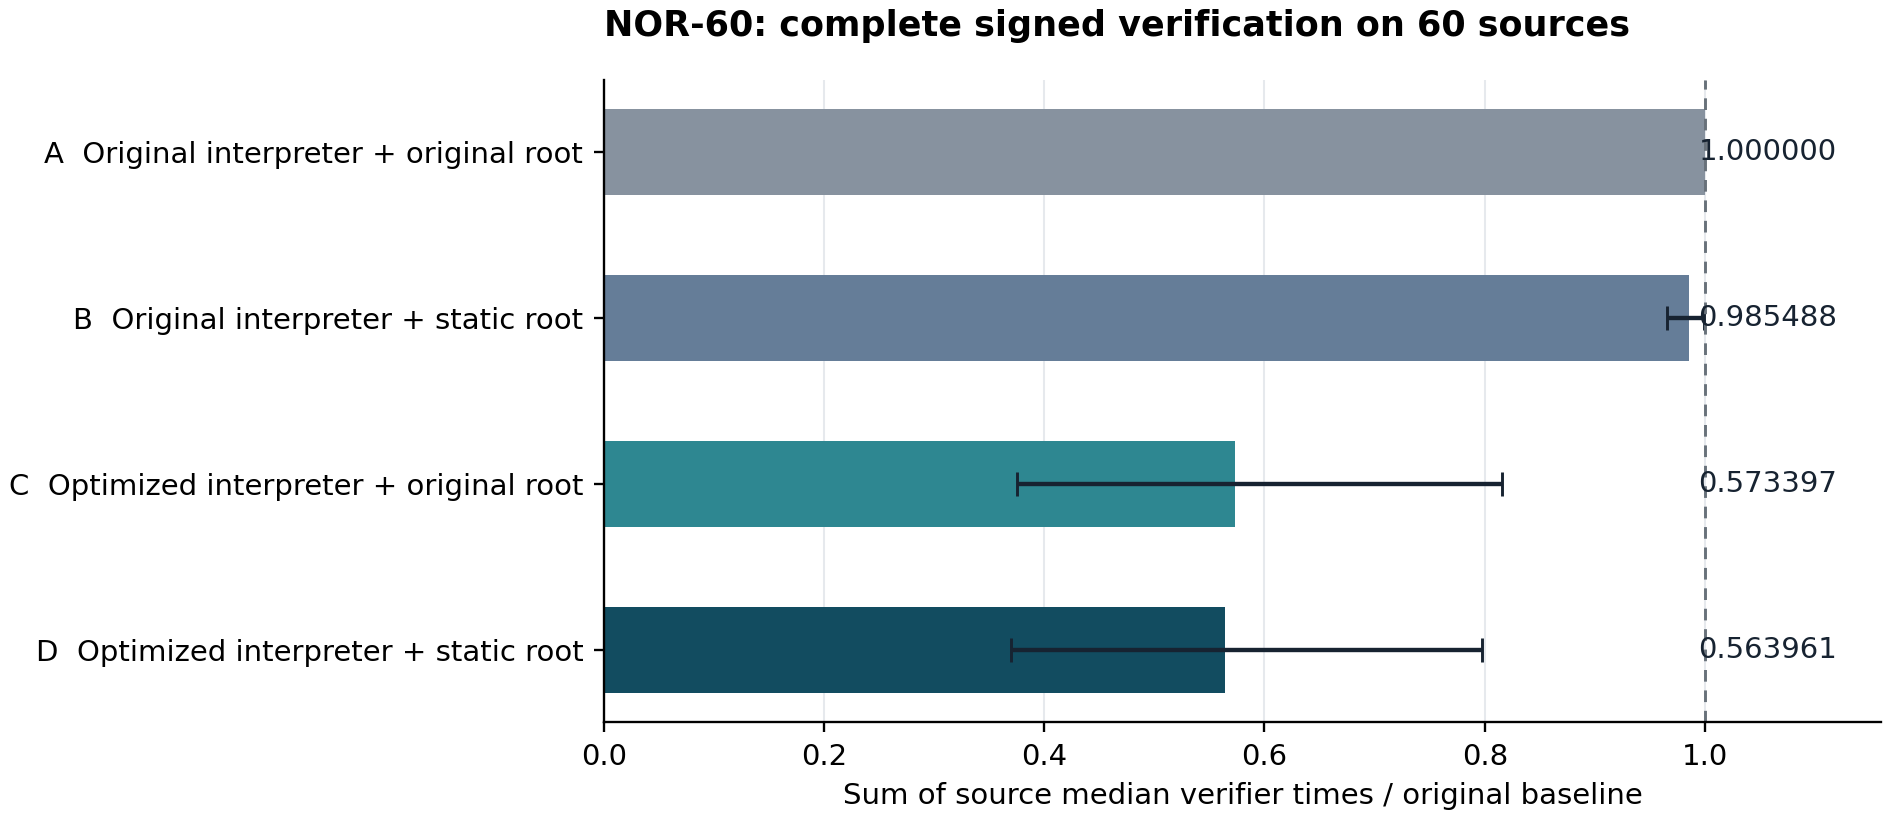 NOR-60: complete signed verification on 60 sources
A  Original interpreter + original root
1.000000
B  Original interpreter + static root
0.985488
C  Optimized interpreter + original root
0.573397
D  Optimized interpreter + static root
0.563961
0.0 0.2 0.4 0.6 0.8 1.0
Sum of source median verifier times / original baseline